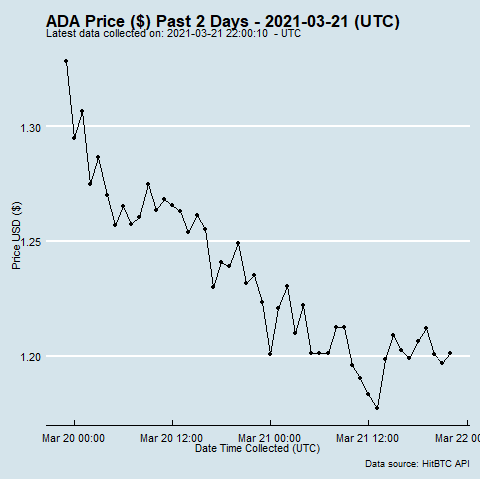 ADA Price ($) Past 2 Days - 2021-03-21 (UTC)
Latest data collected on: 2021-03-21 22:00:10 - UTC
1.30
1.25
1.20
Price USD ($)
Mar 20 00:00 Mar 20 12:00 Mar 21 00:00 Mar 21 12:00 Mar 22 00
Date Time Collected (UTC)
Data source: HitBTC API